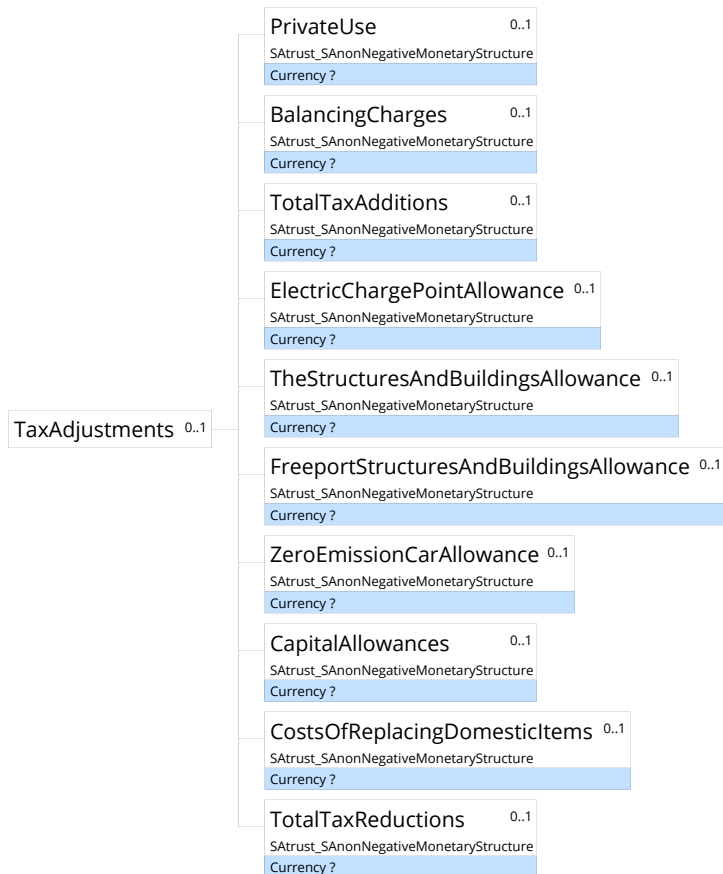 PrivateUse 0..1
SAtrust_SAnonNegativeMonetaryStructure
Currency ?
BalancingCharges 0..1
SAtrust_SAnonNegativeMonetaryStructure
Currency ?
TotalTaxAdditions 0..1
SAtrust_SAnonNegativeMonetaryStructure
Currency ?
ElectricChargePointAllowance 0..1
SAtrust_SAnonNegativeMonetaryStructure
Currency ?
TheStructuresAndBuildingsAllowance 0..1
SAtrust_SAnonNegativeMonetaryStructure
Currency ?
TaxAdjustments 0..1
FreeportStructuresAndBuildingsAllowance 0..1
SAtrust_SAnonNegativeMonetaryStructure
Currency ?
ZeroEmissionCarAllowance 0..1
SAtrust_SAnonNegativeMonetaryStructure
Currency ?
CapitalAllowances 0..1
SAtrust_SAnonNegativeMonetaryStructure
Currency ?
CostsOfReplacingDomesticItems 0..1
SAtrust_SAnonNegativeMonetaryStructure
Currency ?
TotalTaxReductions 0..1
SAtrust_SAnonNegativeMonetaryStructure
Currency ?